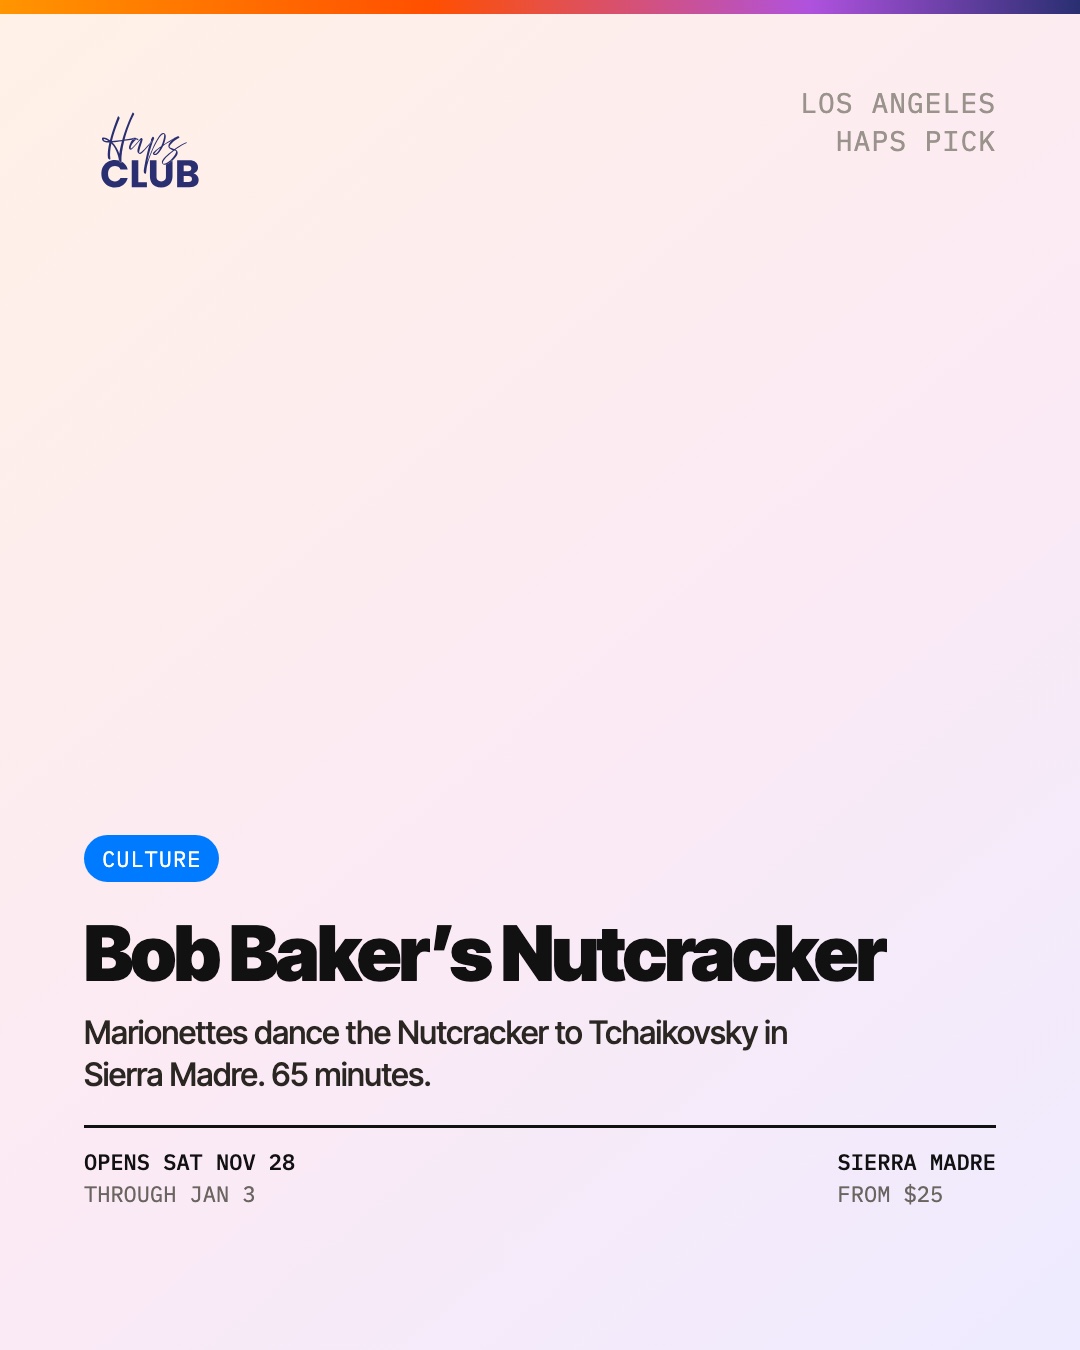 Haps
CLUB
LOS ANGELES
HAPS PICK
CULTURE
Bob Baker’s Nutcracker
Marionettes dance the Nutcracker to Tchaikovsky in
Sierra Madre. 65 minutes.
OPENS SAT NOV 28
THROUGH JAN 3
SIERRA MADRE
FROM $25